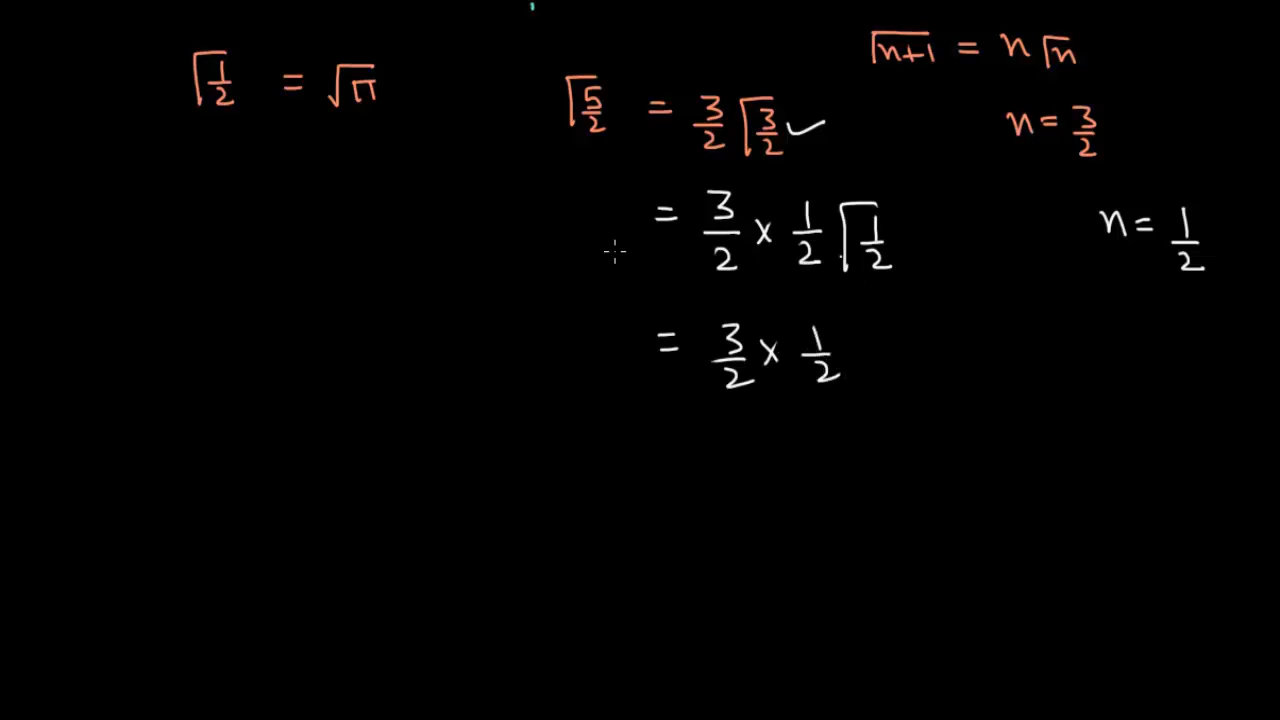 Γ1/2 = √π
Γn+1 = n Γn
Γ5/2 = 3/2 Γ3/2 ✓
n = 3/2
= 3/2 × 1/2 Γ1/2
n = 1/2
= 3/2 × 1/2